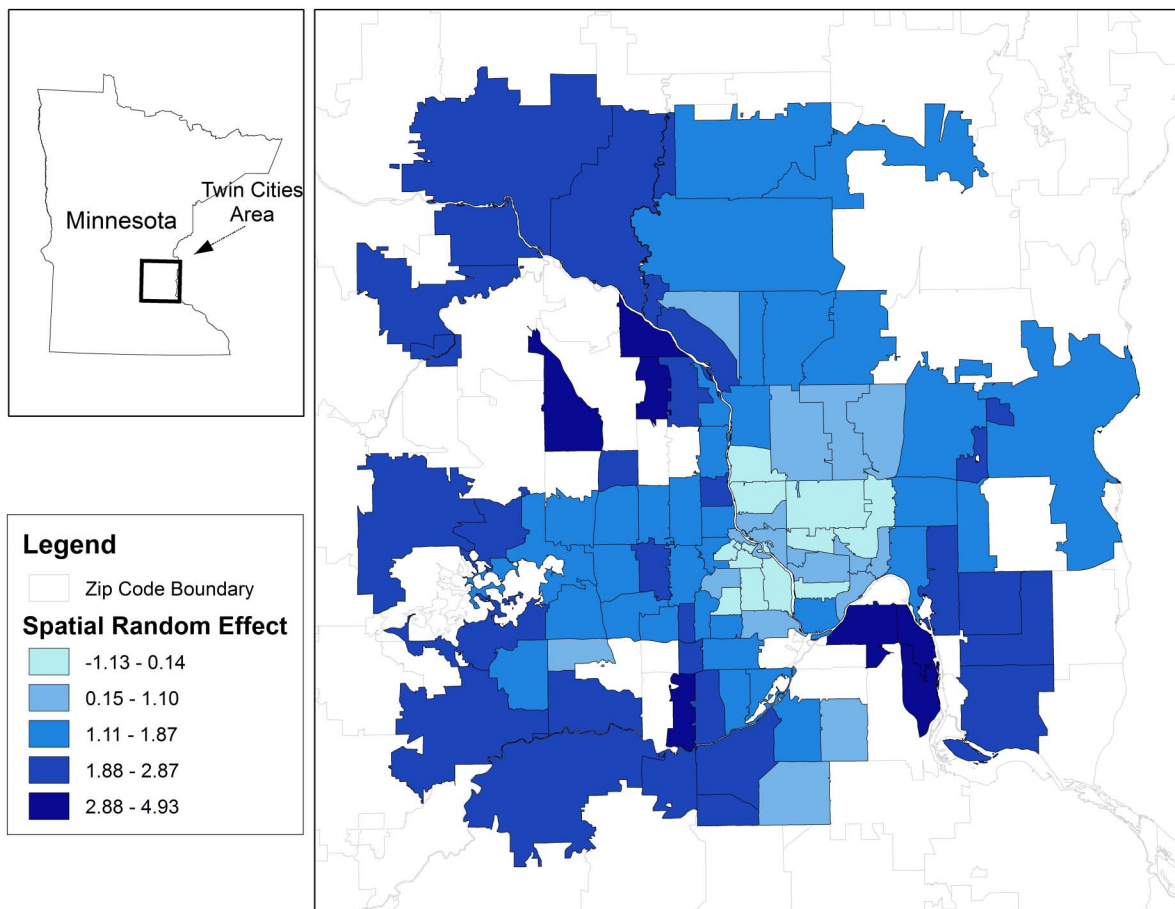 Twin Cities
Minnesota
Area
Legend
Zip Code Boundary
Spatial Random Effect
-1.13 - 0.14
0.15 - 1.10
1.11 - 1.87
1.88 - 2.87
2.88 - 4.93